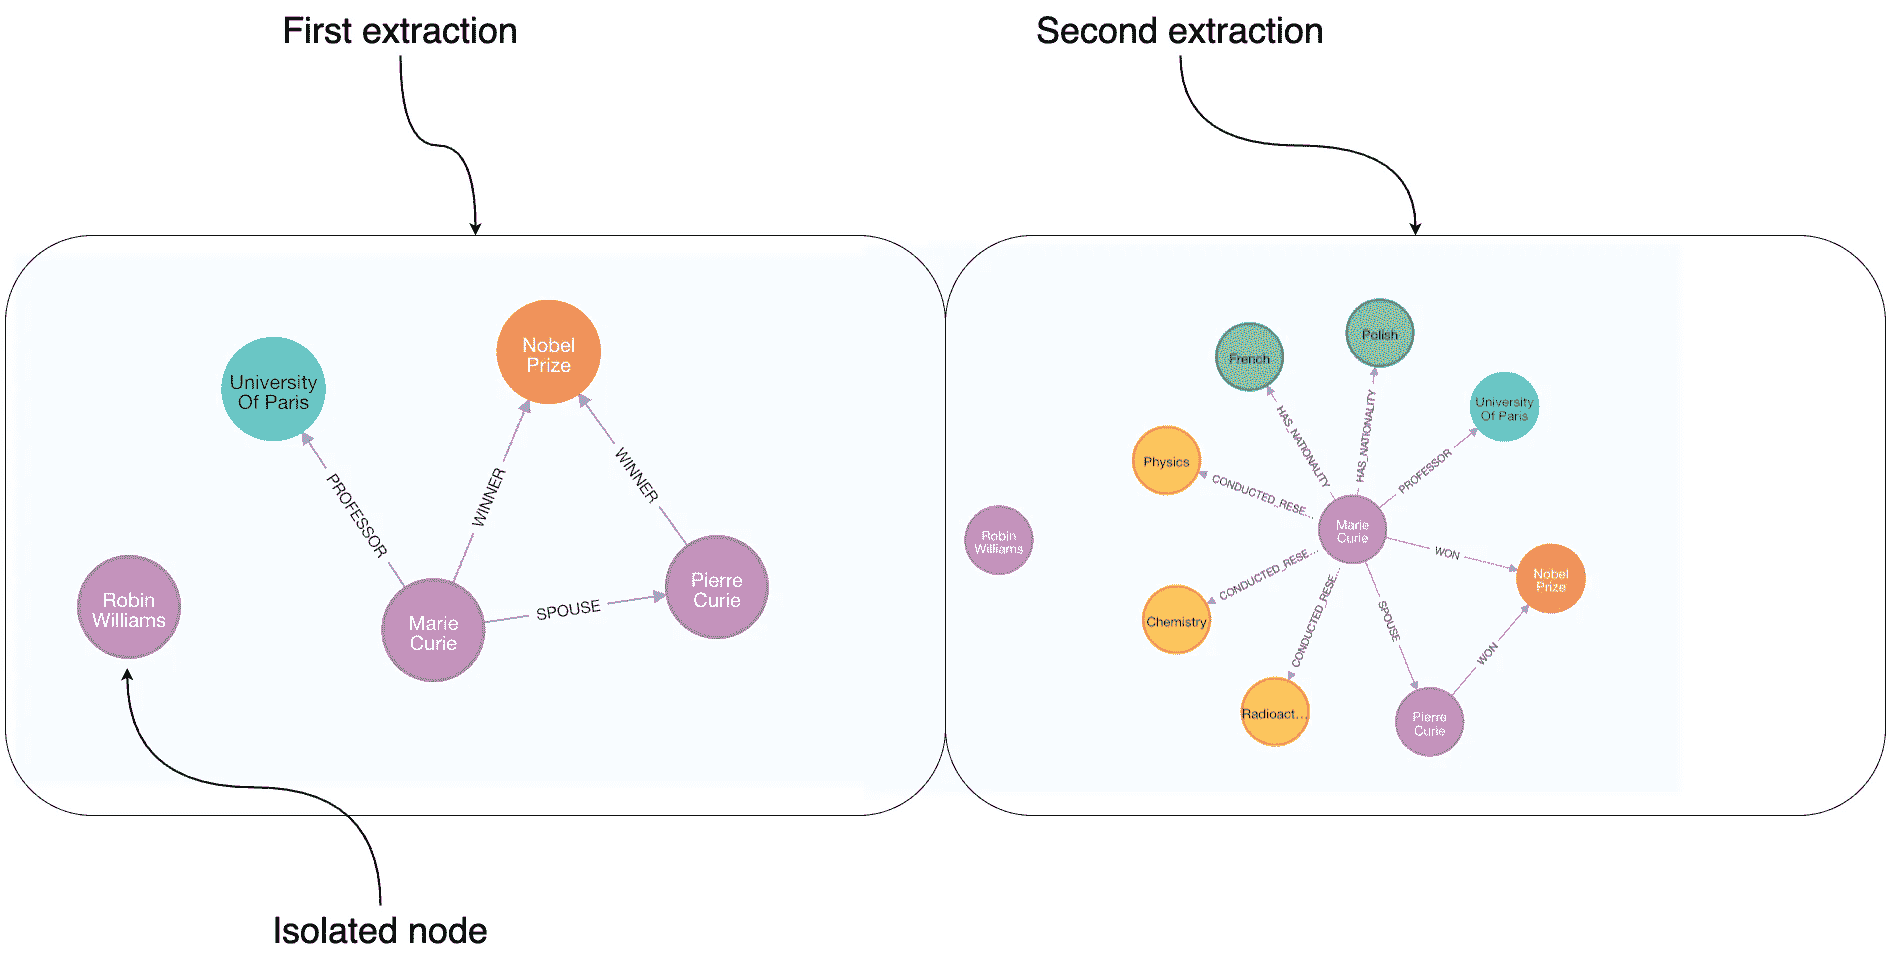 First extraction
Second extraction
Nobel
Prize
University
Of Paris
PROFESSOR
WINNER
WINNER
SPOUSE
Robin
Williams
Marie
Curie
Pierre
Curie
Isolated node
French
Polish
University
Of Paris
Physics
HAS_NATIONALITY
HAS_NATIONALITY
PROFESSOR
CONDUCTED_RESE...
Robin
Williams
Marie
Curie
WON
Nobel
Prize
CONDUCTED_RESE...
Chemistry
CONDUCTED_RESE...
SPOUSE
WON
Radioact...
Pierre
Curie